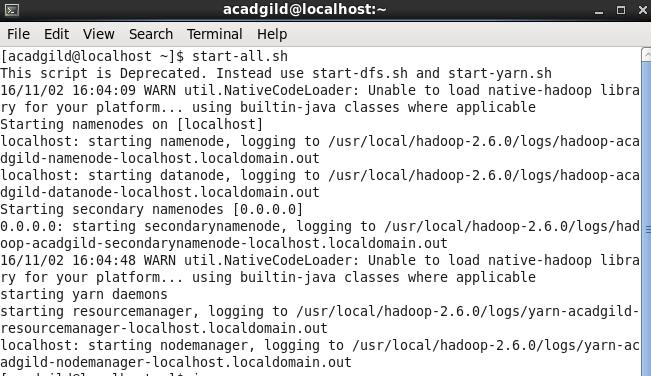 acadgild@localhost:~
File Edit View Search Terminal Help
[acadgild@localhost ~]$ start-all.sh
This script is Deprecated. Instead use start-dfs.sh and start-yarn.sh
16/11/02 16:04:09 WARN util.NativeCodeLoader: Unable to load native-hadoop libra
ry for your platform... using builtin-java classes where applicable
Starting namenodes on [localhost]
localhost: starting namenode, logging to /usr/local/hadoop-2.6.0/logs/hadoop-aca
dgild-namenode-localhost.localdomain.out
localhost: starting datanode, logging to /usr/local/hadoop-2.6.0/logs/hadoop-aca
dgild-datanode-localhost.localdomain.out
Starting secondary namenodes [0.0.0.0]
0.0.0.0: starting secondarynamenode, logging to /usr/local/hadoop-2.6.0/logs/had
oop-acadgild-secondarynamenode-localhost.localdomain.out
16/11/02 16:04:48 WARN util.NativeCodeLoader: Unable to load native-hadoop libra
ry for your platform... using builtin-java classes where applicable
starting yarn daemons
starting resourcemanager, logging to /usr/local/hadoop-2.6.0/logs/yarn-acadgild-
resourcemanager-localhost.localdomain.out
localhost: starting nodemanager, logging to /usr/local/hadoop-2.6.0/logs/yarn-ac
adgild-nodemanager-localhost.localdomain.out